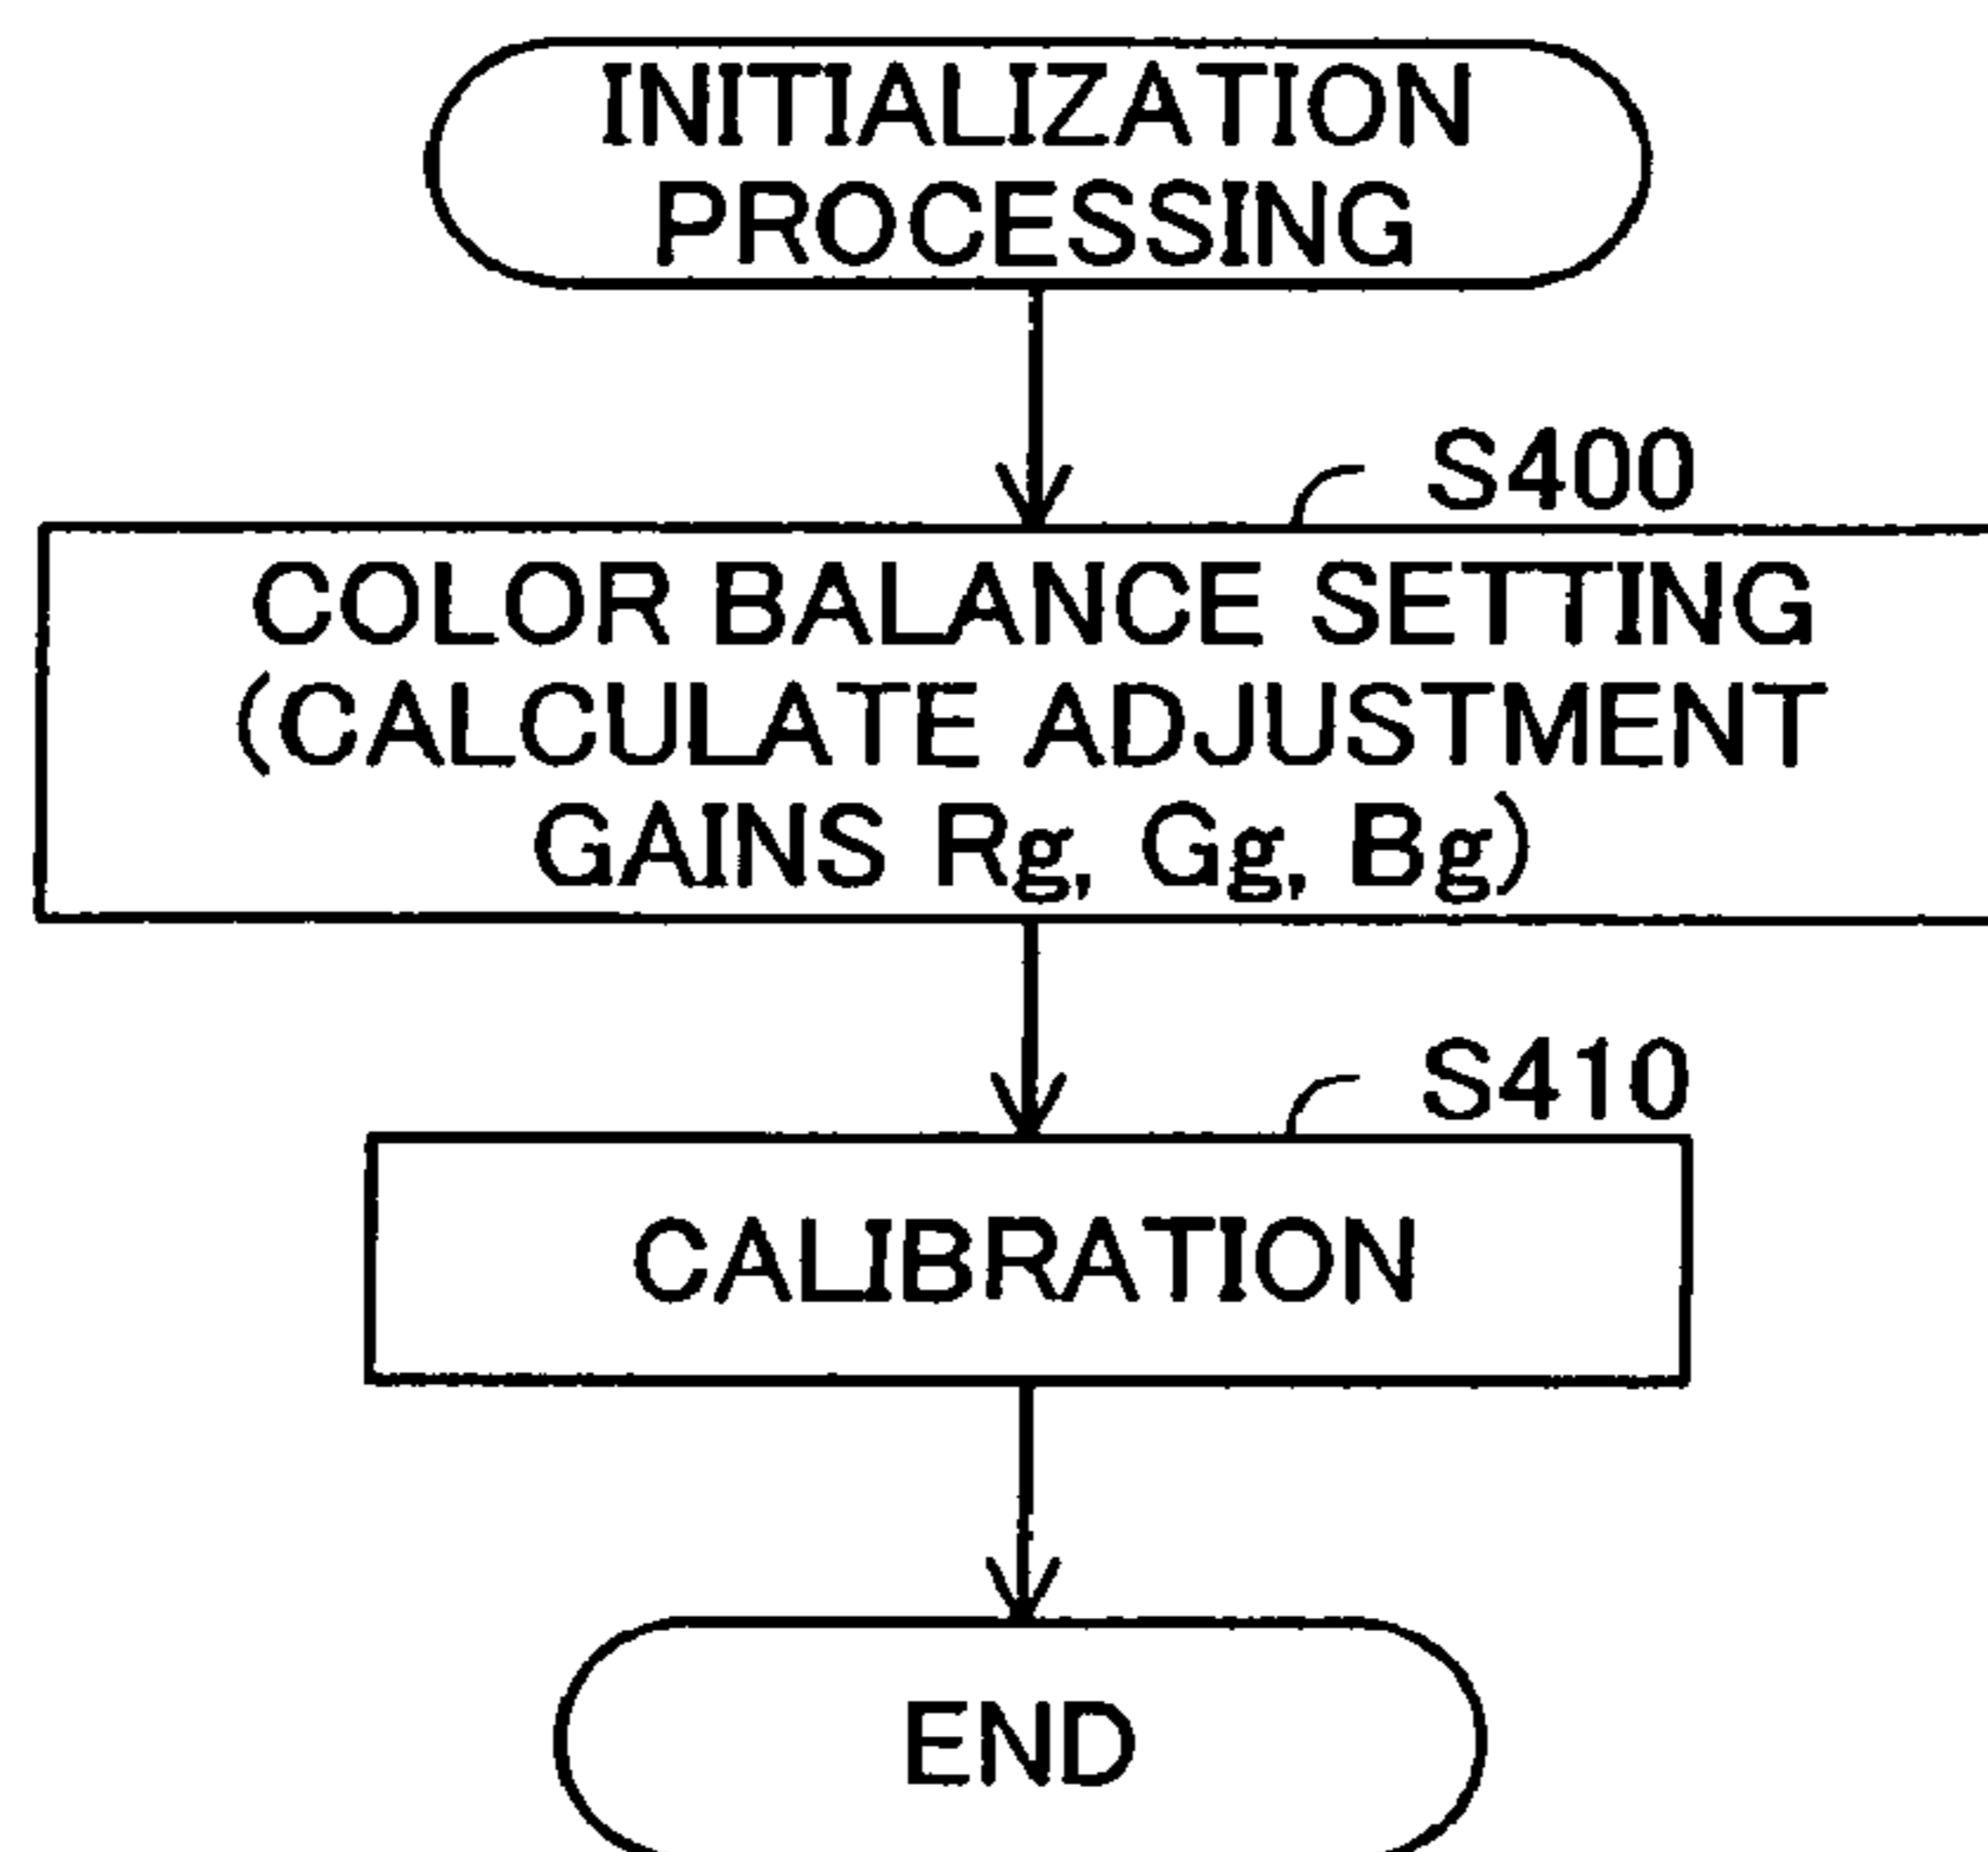 INITIALIZATION
PROCESSING
S400
COLOR BALANCE SETTING
(CALCULATE ADJUSTMENT
GAINS Rg, Gg, Bg)
S410
CALIBRATION
END